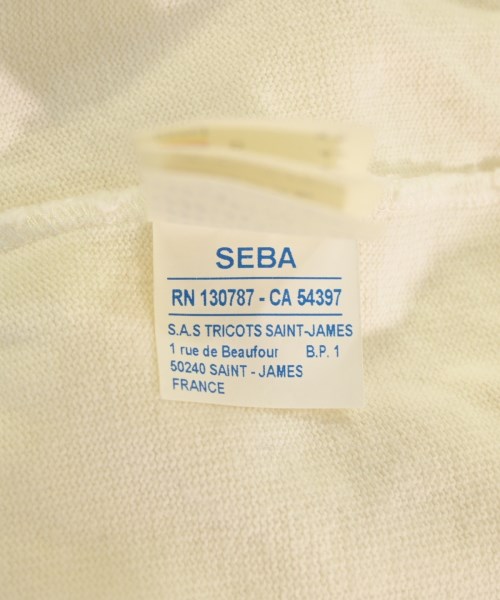 SEBA
RN 130787 - CA 54397
S.A.S TRICOTS SAINT-JAMES
1 rue de Beaufour B.P. 1
50240 SAINT - JAMES
FRANCE